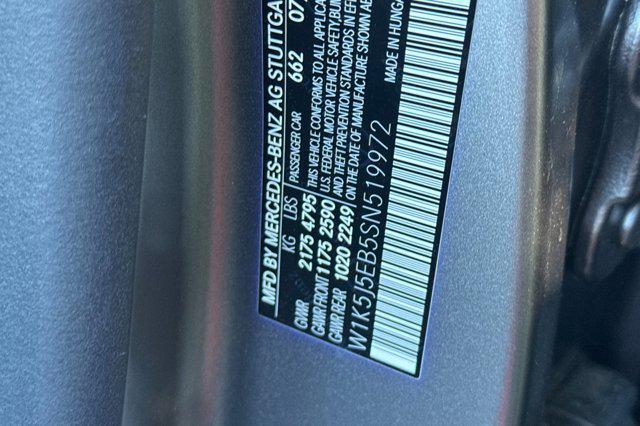 MFD BY MERCEDES-BENZ AG STUTTGA
KG LBS PASSENGER CAR 662 07
GVWR 2175 4795 THIS VEHICLE CONFORMS TO ALL APPLICA
GAWR FRONT 1175 2590 U.S. FEDERAL MOTOR VEHICLE SAFETY, BUM
GAWR REAR 1020 2249 AND THEFT PREVENTION STANDARDS IN EF
ON THE DATE OF MANUFACTURE SHOWN AB
W1K5J5EB5SN519972 MADE IN HUNGA